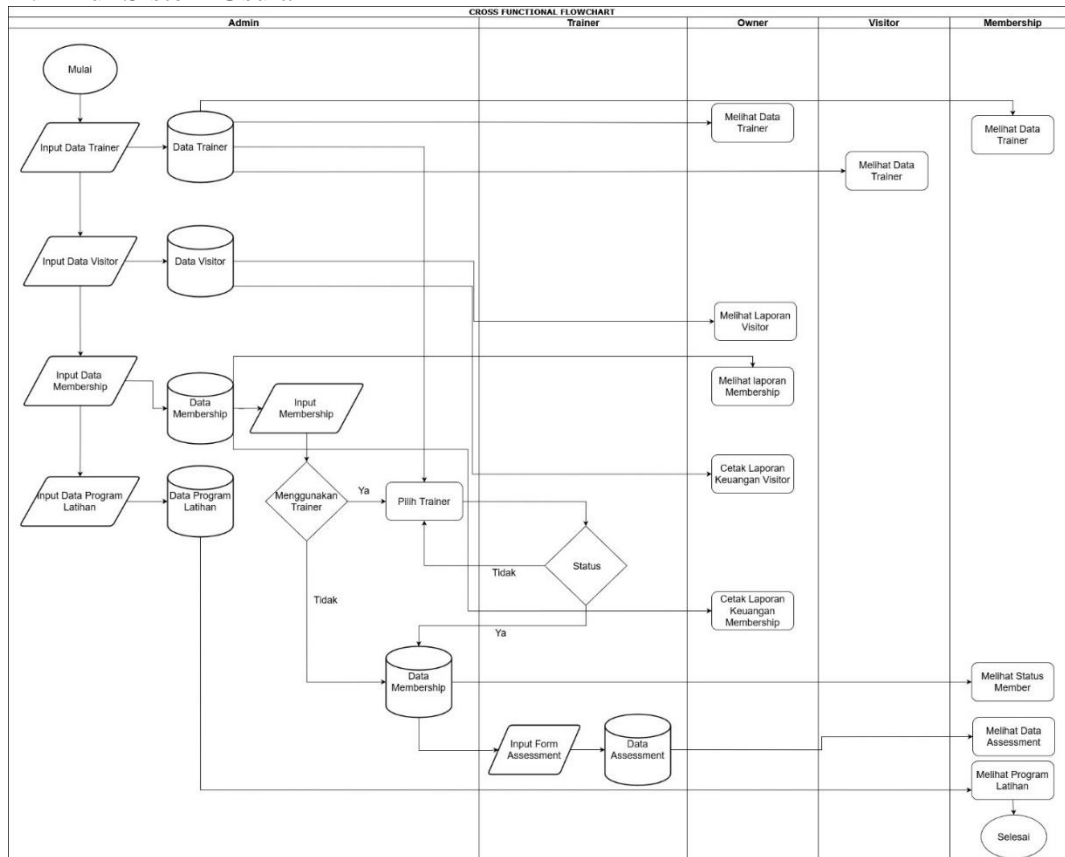 CROSS FUNCTIONAL FLOWCHART
Admin
Trainer
Owner
Visitor
Membership
Mulai
Input Data Trainer
Data Trainer
Melihat Data
Trainer
Melihat Data
Trainer
Melihat Data
Trainer
Input Data Visitor
Data Visitor
Melihat Laporan
Visitor
Input Data
Membership
Data
Membership
Input
Membership
Melihat laporan
Membership
Input Data Program
Latihan
Data Program
Latihan
Menggunakan
Trainer
Ya
Pilih Trainer
Cetak Laporan
Keuangan Visitor
Status
Tidak
Tidak
Ya
Cetak Laporan
Keuangan
Membership
Data
Membership
Melihat Status
Member
Input Form
Assessment
Data
Assessment
Melihat Data
Assessment
Melihat Program
Latihan
Selesai